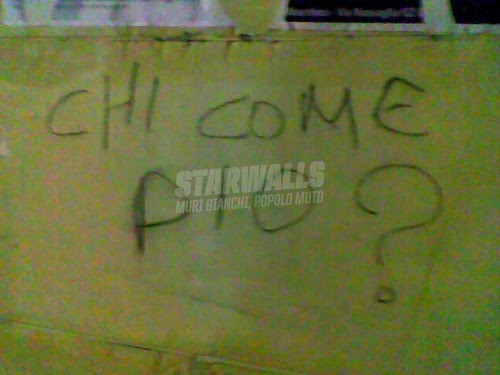 CHI COME
PIO ?
STARWALLS
MURI BIANCHI, POPOLO MUTO